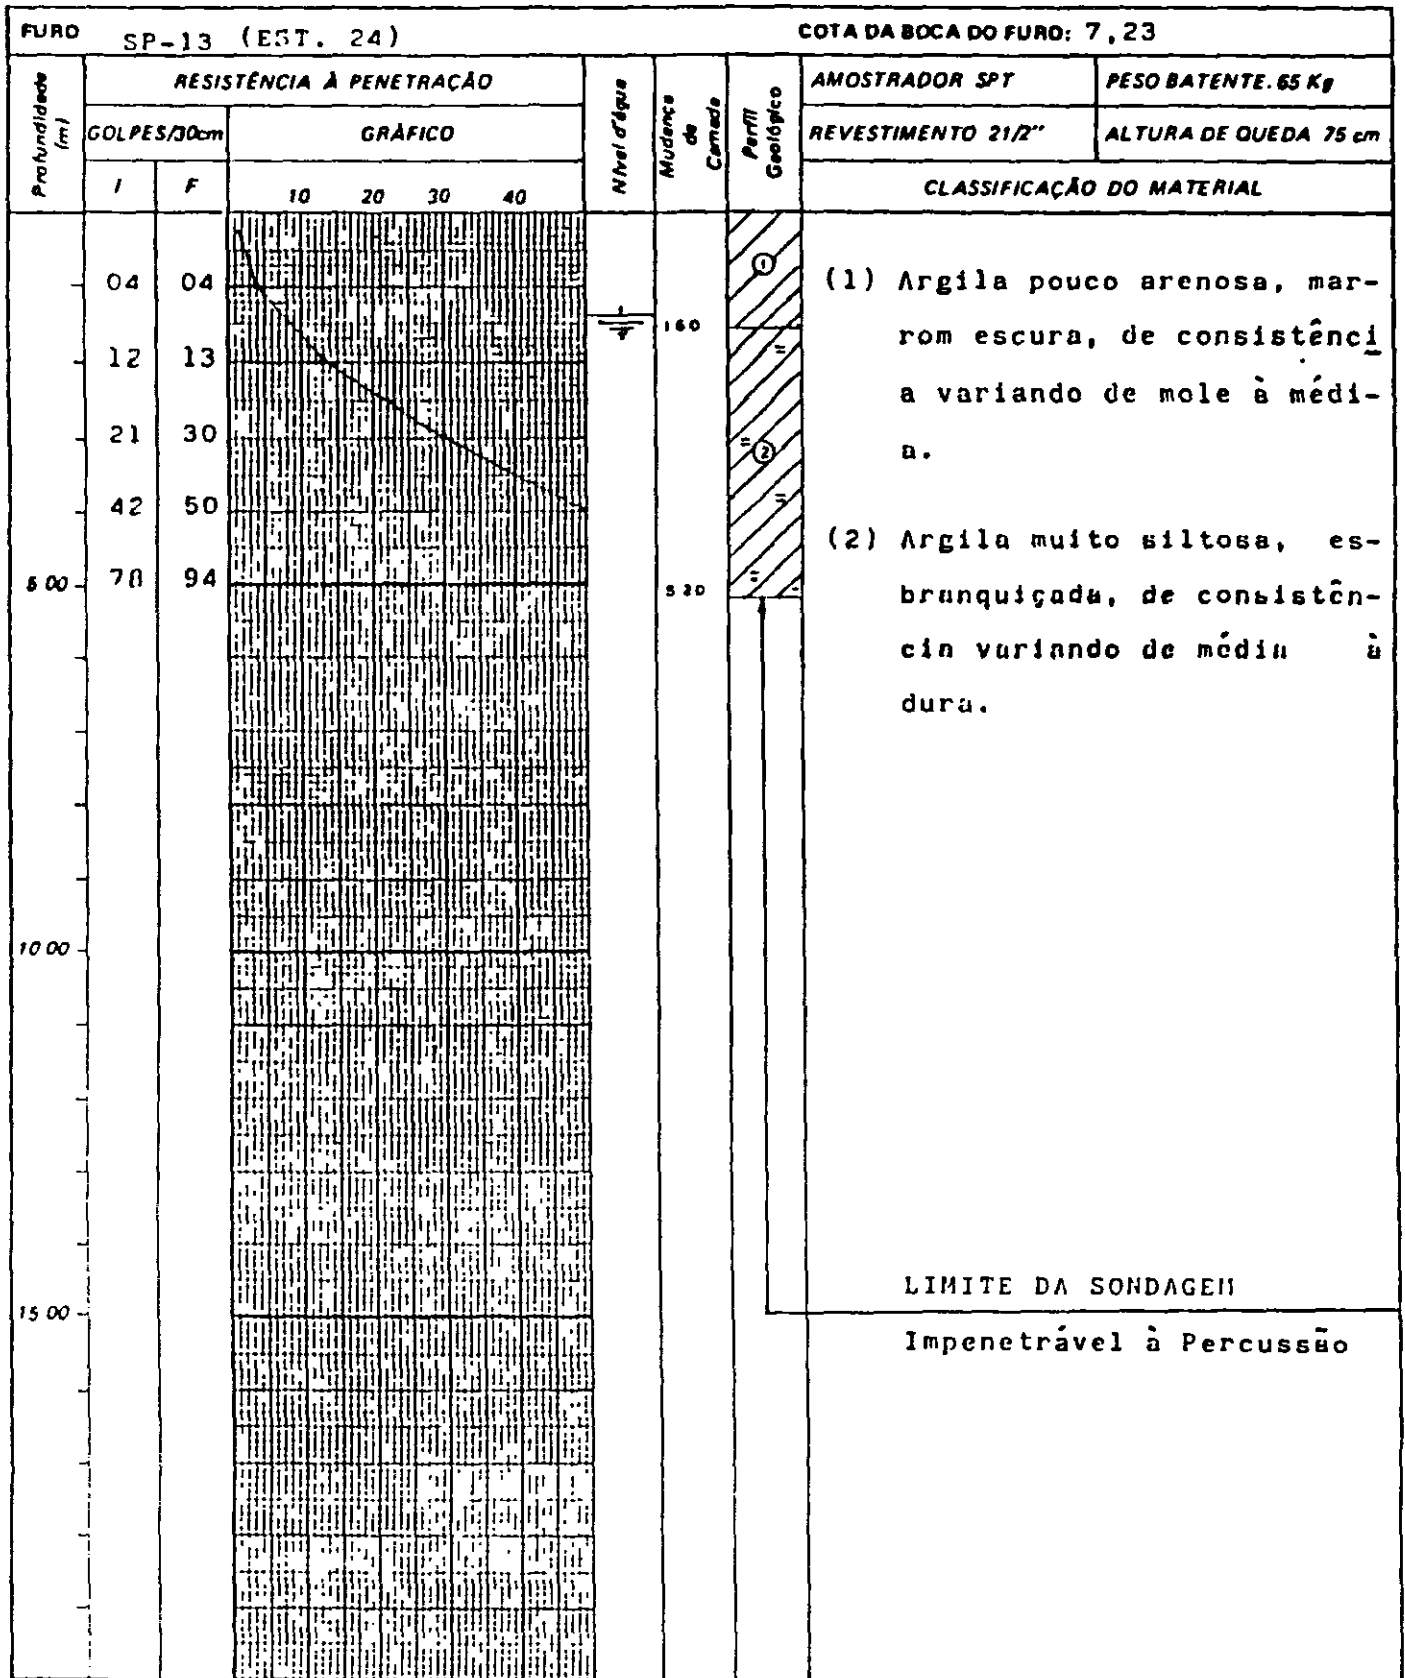 FURO SP-13 (EST. 24) COTA DA BOCA DO FURO: 7,23
Profundidade (m)
RESISTÊNCIA À PENETRAÇÃO
Nível d'água
Mudança de Camada
Perfil Geológico
AMOSTRADOR SPT
PESO BATENTE. 65 Kg
GOLPES/30cm
GRÁFICO
REVESTIMENTO 21/2"
ALTURA DE QUEDA 75 cm
I F
10 20 30 40
CLASSIFICAÇÃO DO MATERIAL
04 04
12 13
21 30
42 50
5 00 78 94
10 00
15 00
1 60
5 20
1
=
=
2
=
=
(1) Argila pouco arenosa, mar-
rom escura, de consistênci
a variando de mole à médi-
a.
(2) Argila muito siltosa, es-
branquiçada, de consistên-
cia variando de média à
dura.
LIMITE DA SONDAGEM
Impenetrável à Percussão